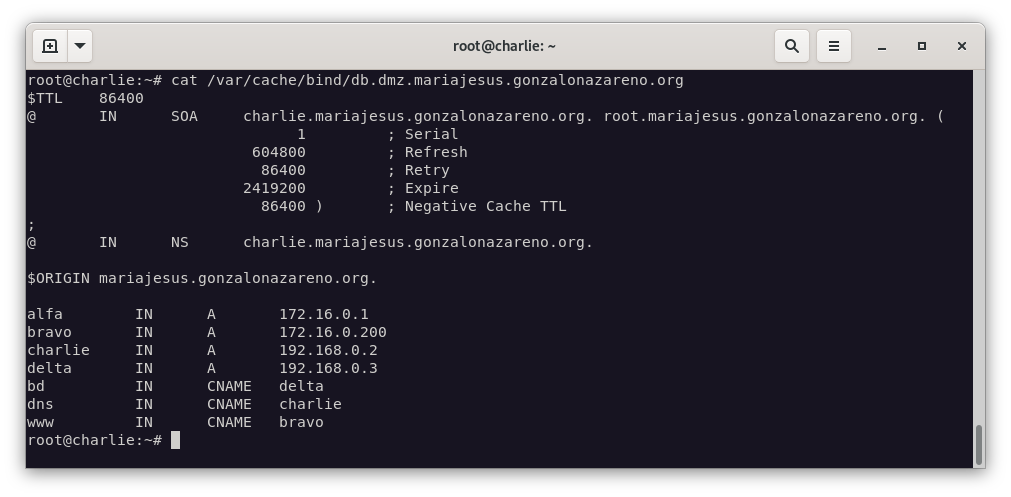 root@charlie: ~
root@charlie:~# cat /var/cache/bind/db.dmz.mariajesus.gonzalonazareno.org
$TTL    86400
@       IN      SOA     charlie.mariajesus.gonzalonazareno.org. root.mariajesus.gonzalonazareno.org. (
                              1         ; Serial
                         604800         ; Refresh
                          86400         ; Retry
                        2419200         ; Expire
                          86400 )       ; Negative Cache TTL
;
@       IN      NS      charlie.mariajesus.gonzalonazareno.org.

$ORIGIN mariajesus.gonzalonazareno.org.

alfa        IN      A       172.16.0.1
bravo       IN      A       172.16.0.200
charlie     IN      A       192.168.0.2
delta       IN      A       192.168.0.3
bd          IN      CNAME   delta
dns         IN      CNAME   charlie
www         IN      CNAME   bravo
root@charlie:~#